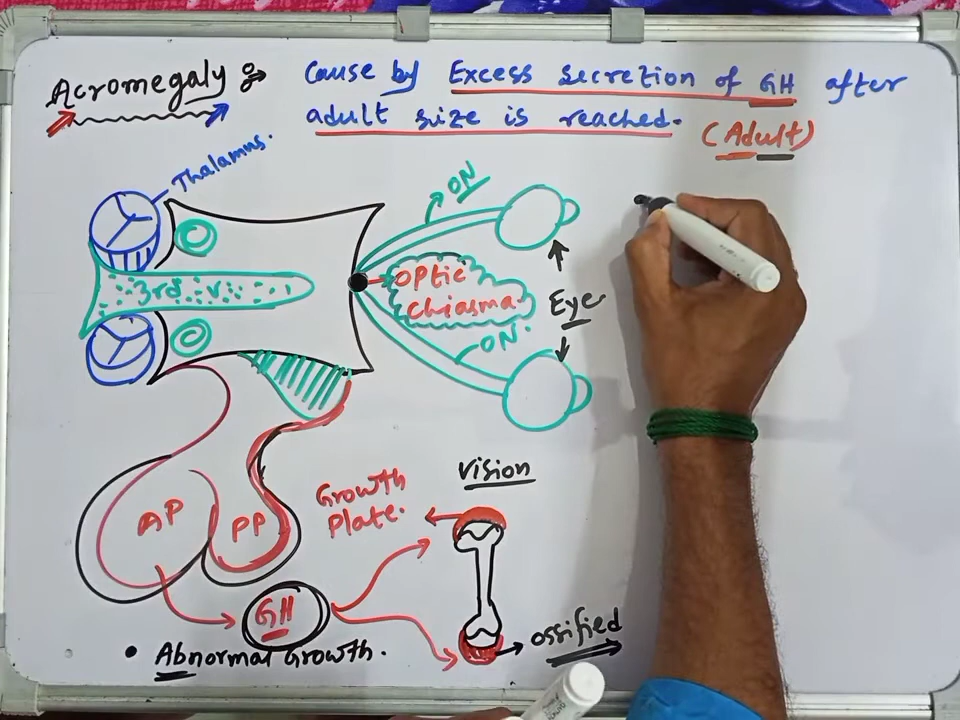 Acromegaly :→ Cause by Excess Secretion of GH after
adult size is reached.
(Adult)
Thalamus.
ON
3rd V
Optic
Chiasma.
Eye
ON
Vision
Growth
Plate.
AP
PP
GH
Ossified
• Abnormal Growth.